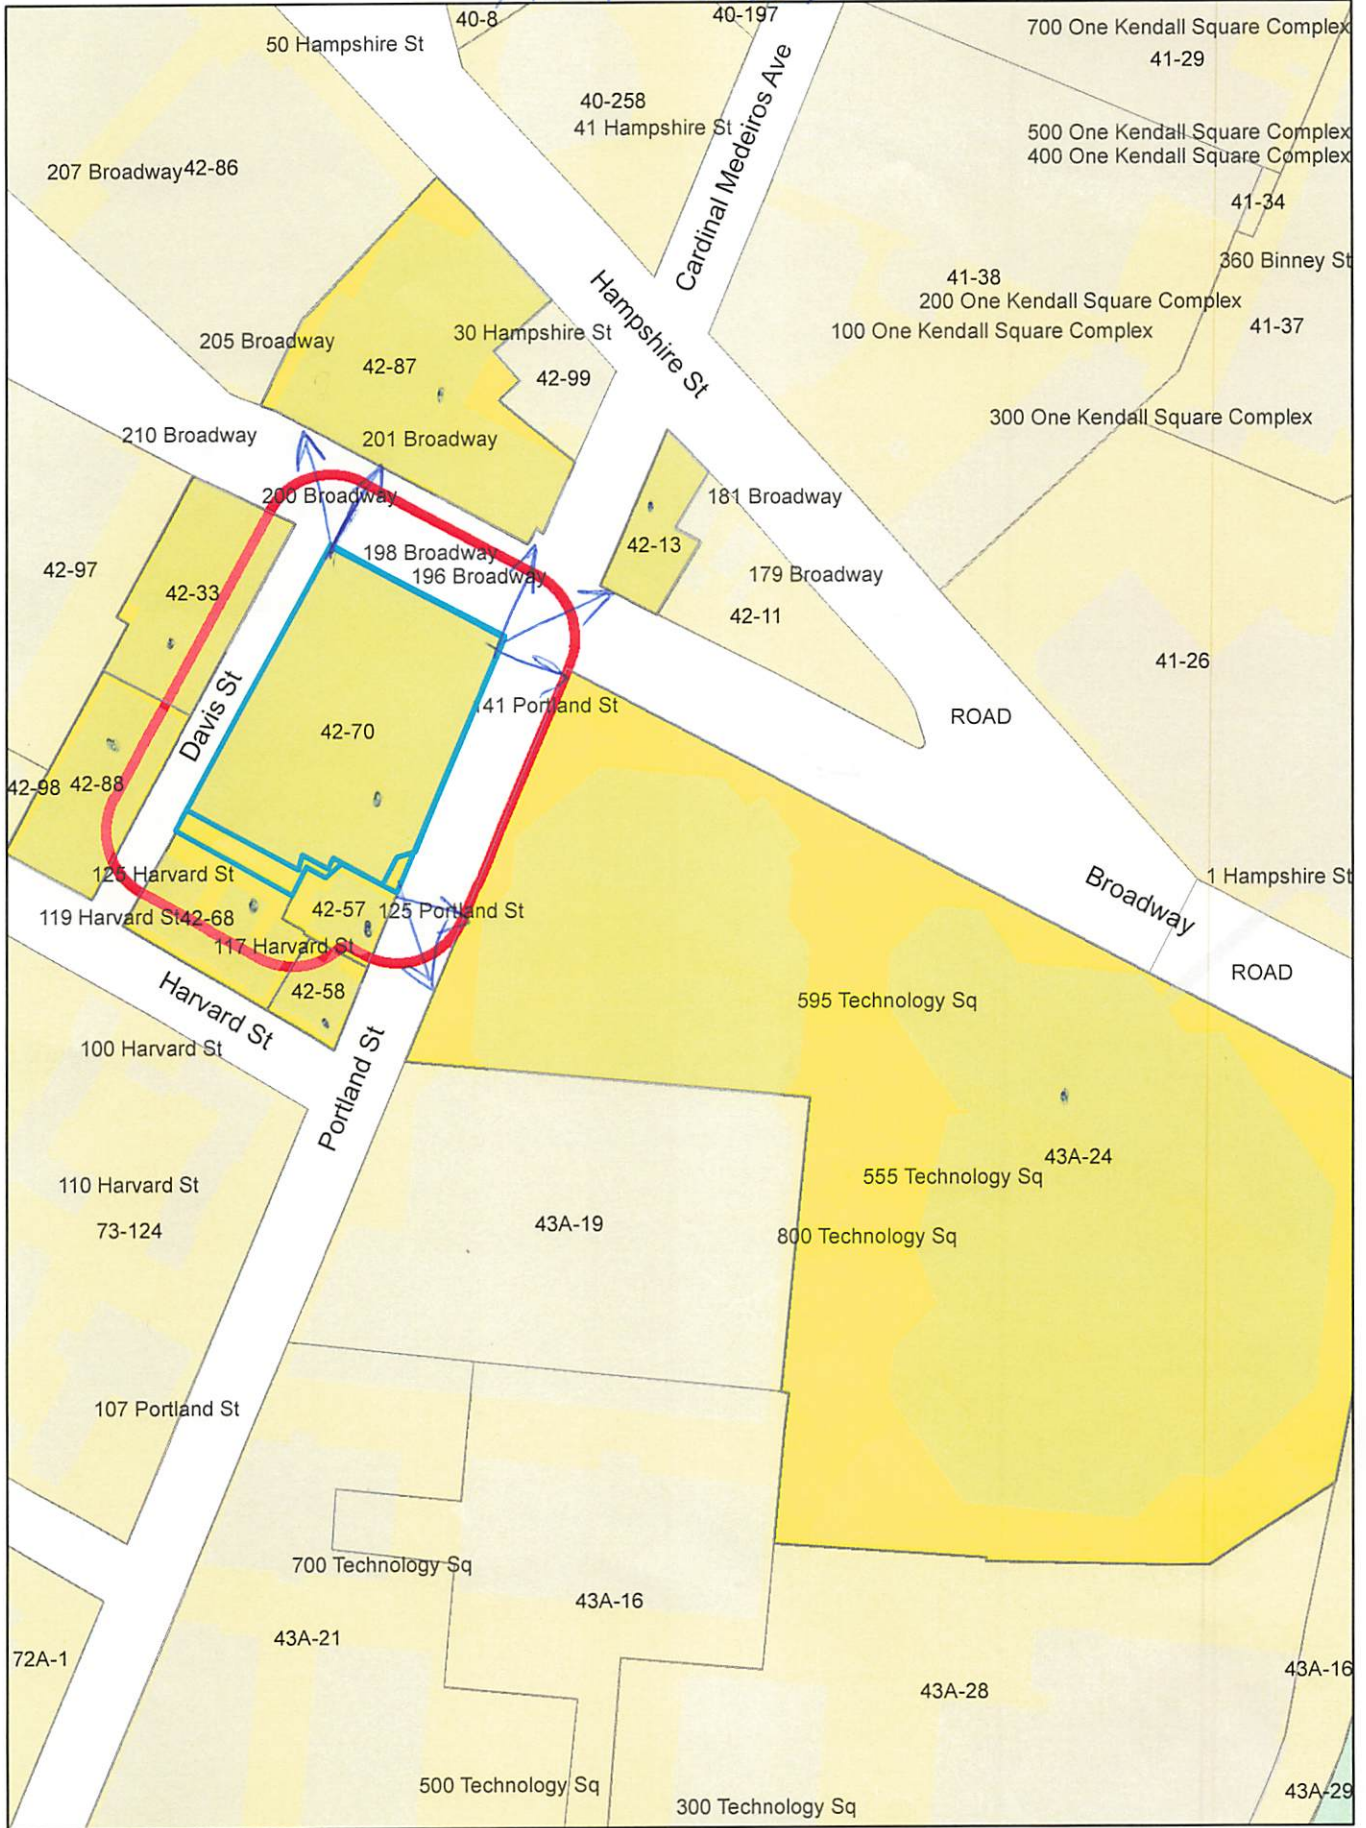 40-8
40-197
700 One Kendall Square Complex
50 Hampshire St
41-29
40-258
41 Hampshire St
500 One Kendall Square Complex
400 One Kendall Square Complex
Cardinal Medeiros Ave
207 Broadway 42-86
41-34
360 Binney St
41-38
200 One Kendall Square Complex
41-37
100 One Kendall Square Complex
30 Hampshire St
205 Broadway
Hampshire St
42-87
42-99
300 One Kendall Square Complex
210 Broadway
201 Broadway
200 Broadway
181 Broadway
42-13
198 Broadway
196 Broadway
179 Broadway
42-97
42-33
42-11
41-26
Davis St
141 Portland St
ROAD
42-70
42-98
42-88
125 Harvard St
1 Hampshire St
Broadway
119 Harvard St 42-68
42-57
125 Portland St
117 Harvard St
ROAD
42-58
595 Technology Sq
Harvard St
100 Harvard St
Portland St
43A-24
555 Technology Sq
110 Harvard St
73-124
43A-19
800 Technology Sq
107 Portland St
700 Technology Sq
43A-16
43A-21
72A-1
43A-16
43A-28
500 Technology Sq
43A-29
300 Technology Sq